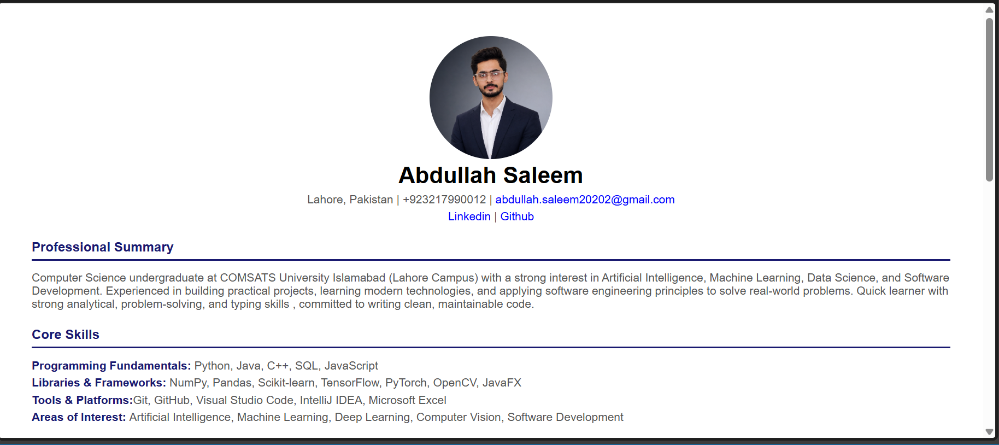 Abdullah Saleem
Lahore, Pakistan | +923217990012 | abdullah.saleem20202@gmail.com
Linkedin | Github
Professional Summary
Computer Science undergraduate at COMSATS University Islamabad (Lahore Campus) with a strong interest in Artificial Intelligence, Machine Learning, Data Science, and Software
Development. Experienced in building practical projects, learning modern technologies, and applying software engineering principles to solve real-world problems. Quick learner with
strong analytical, problem-solving, and typing skills , committed to writing clean, maintainable code.
Core Skills
Programming Fundamentals: Python, Java, C++, SQL, JavaScript
Libraries & Frameworks: NumPy, Pandas, Scikit-learn, TensorFlow, PyTorch, OpenCV, JavaFX
Tools & Platforms:Git, GitHub, Visual Studio Code, IntelliJ IDEA, Microsoft Excel
Areas of Interest: Artificial Intelligence, Machine Learning, Deep Learning, Computer Vision, Software Development